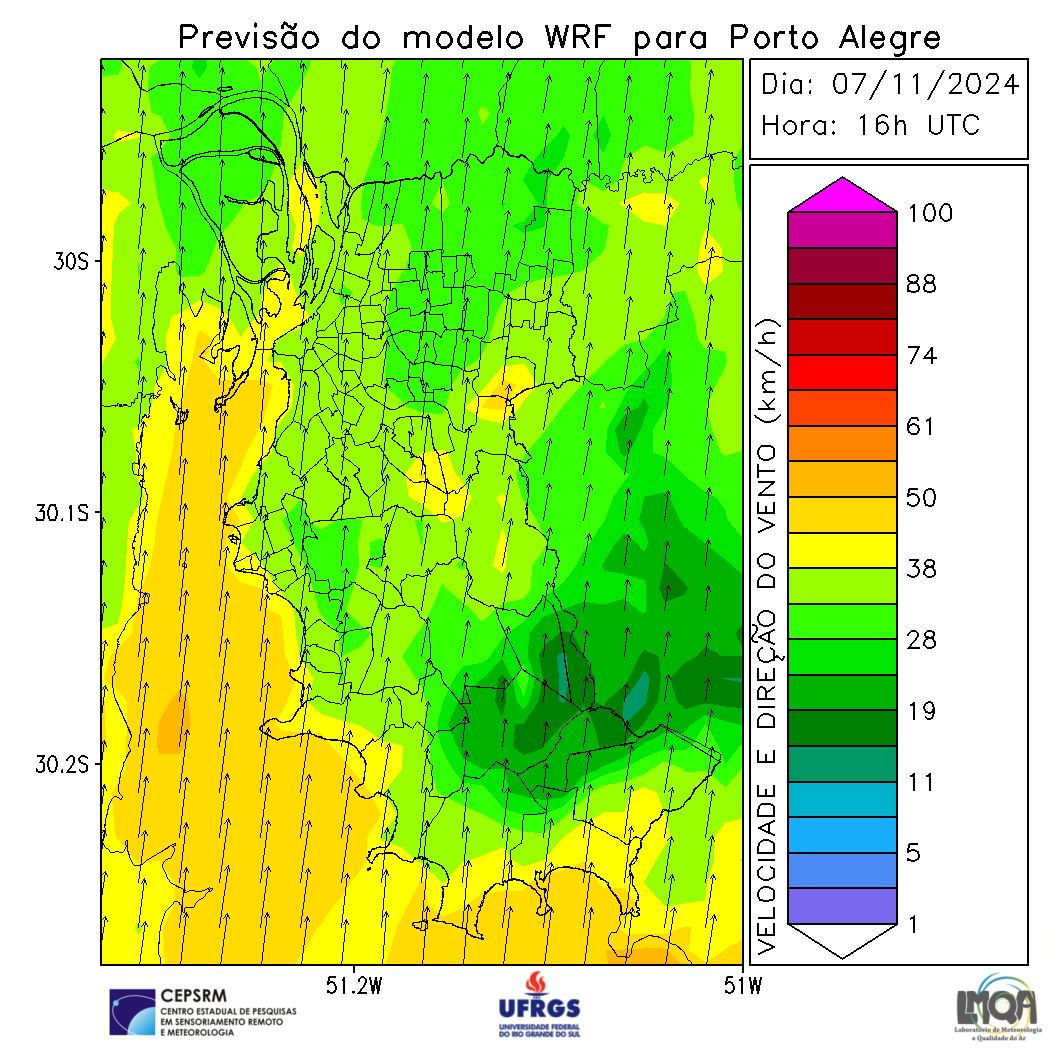 Previsão do modelo WRF para Porto Alegre
Dia: 07/11/2024
Hora: 16h UTC
30S
30.1S
30.2S
51.2W
51W
VELOCIDADE E DIREÇÃO DO VENTO (km/h)
100
88
74
61
50
38
28
19
11
5
1
CEPSRM
CENTRO ESTADUAL DE PESQUISAS
EM SENSORIAMENTO REMOTO
E METEOROLOGIA
UFRGS
UNIVERSIDADE FEDERAL
DO RIO GRANDE DO SUL
LMQA
Laboratório de Meteorologia
e Qualidade do Ar